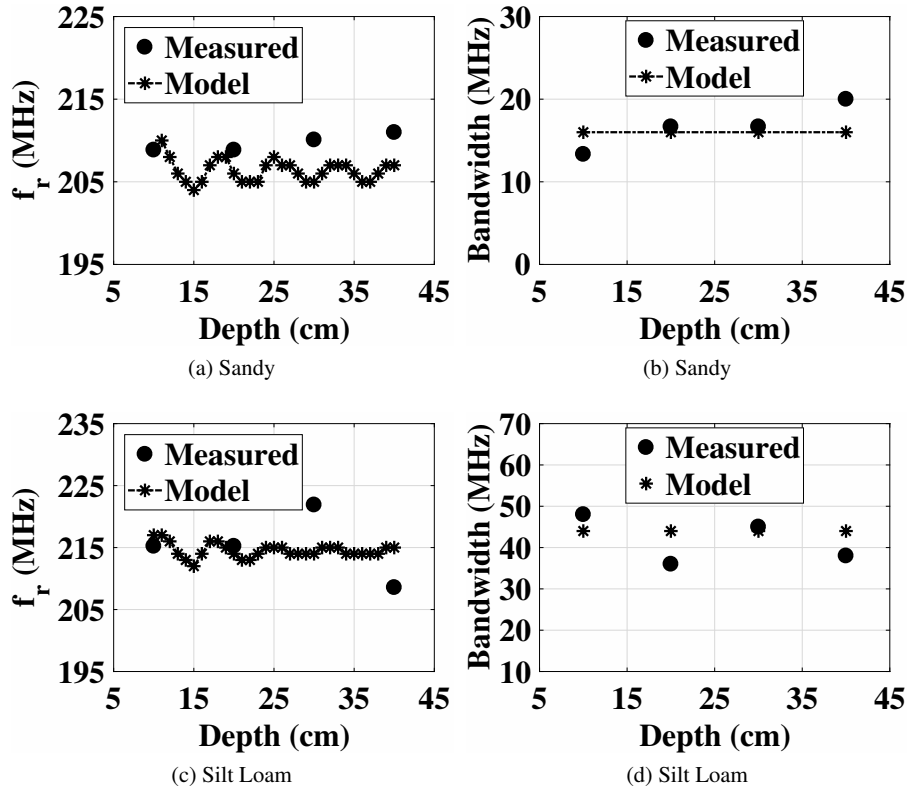 225
215
205
195
f_r (MHz)
Measured
Model
5 15 25 35 45
Depth (cm)
(a) Sandy
30
20
10
0
Bandwidth (MHz)
Measured
Model
5 15 25 35 45
Depth (cm)
(b) Sandy
235
225
215
205
195
f_r (MHz)
Measured
Model
5 15 25 35 45
Depth (cm)
(c) Silt Loam
70
60
50
40
30
20
10
Bandwidth (MHz)
Measured
Model
5 15 25 35 45
Depth (cm)
(d) Silt Loam